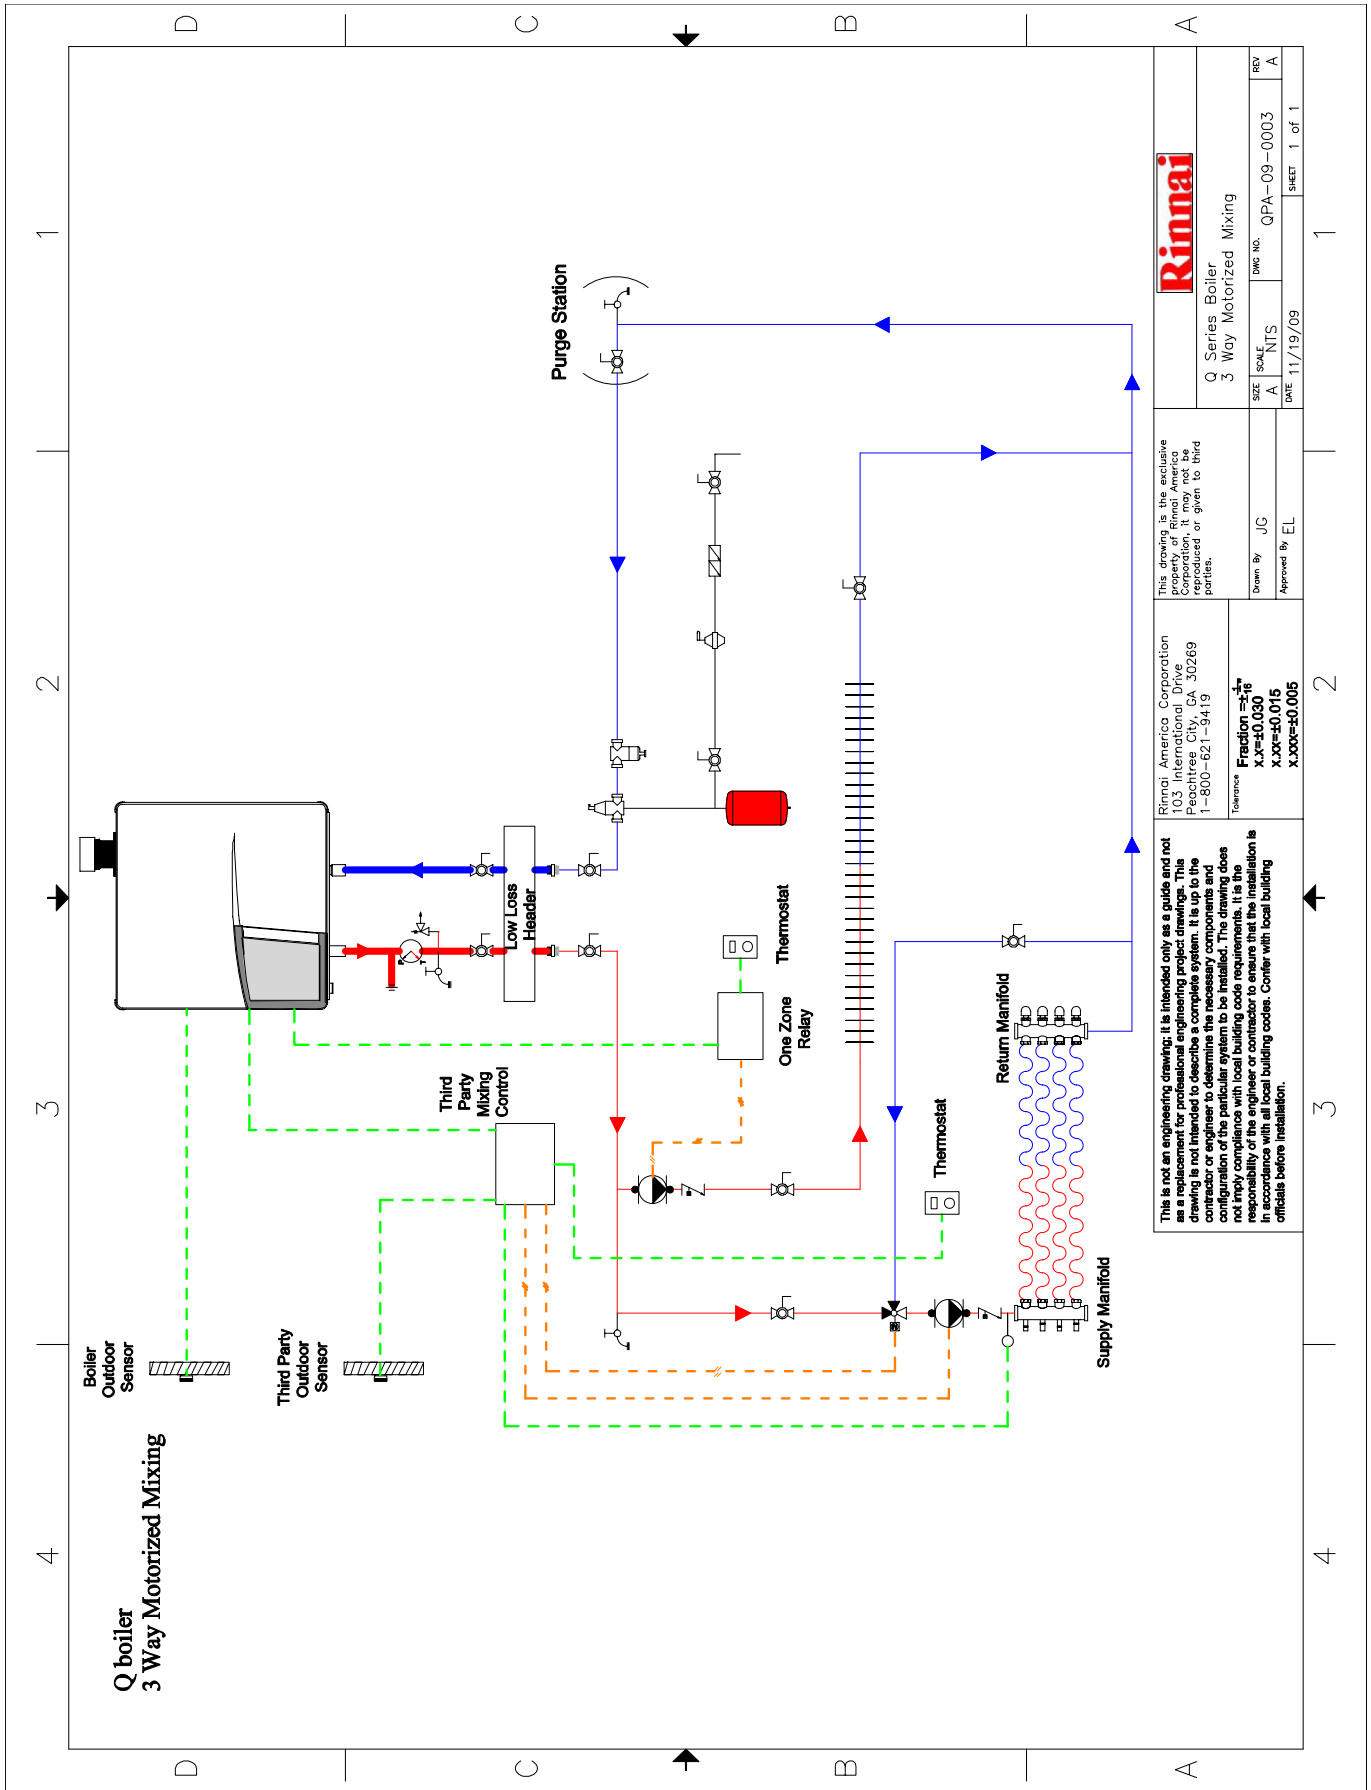 Q boiler
3 Way Motorized Mixing
4
3
2
1
D
C
B
A
Boiler
Outdoor
Sensor
Third Party
Outdoor
Sensor
Third
Party
Mixing
Control
Low Loss
Header
One Zone
Relay
Thermostat
Purge Station
Thermostat
Return Manifold
Supply Manifold
This is not an engineering drawing; it is intended only as a guide and not
as a replacement for professional engineering project drawings. This
drawing is not intended to describe a complete system. It is up to the
contractor or engineer to determine the necessary components and
configuration of the particular system to be installed. The drawing does
not imply compliance with local building code requirements. It is the
responsibility of the engineer or contractor to ensure that the installation is
in accordance with all local building codes. Confer with local building
officials before installation.
Rinnai America Corporation
103 International Drive
Peachtree City, GA 30269
1-800-621-9419
Tolerance
Fraction =±1/16"
X.X=±0.030
X.XX=±0.015
X.XXX=±0.005
This drawing is the exclusive
property of Rinnai America
Corporation, it may not be
reproduced or given to third
parties.
Drawn By JG
Approved By EL
Rinnai
Q Series Boiler
3 Way Motorized Mixing
SIZE A
SCALE NTS
DWG NO. QPA-09-0003
REV A
DATE 11/19/09
SHEET 1 of 1
4
3
2
1
D
C
B
A